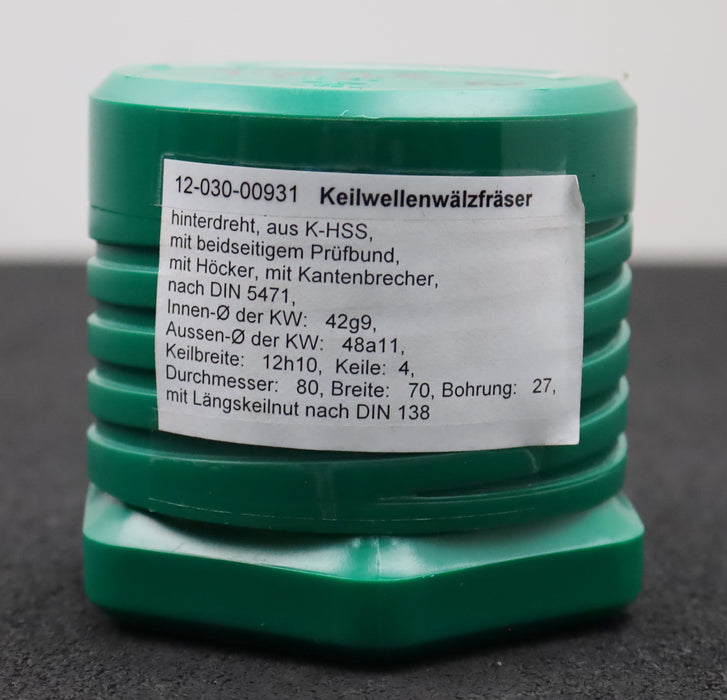 12-030-00931 Keilwellenwälzfräser
hinterdreht, aus K-HSS,
mit beidseitigem Prüfbund,
mit Höcker, mit Kantenbrecher,
nach DIN 5471,
Innen-Ø der KW: 42g9,
Aussen-Ø der KW: 48a11,
Keilbreite: 12h10, Keile: 4,
Durchmesser: 80, Breite: 70, Bohrung: 27,
mit Längskeilnut nach DIN 138